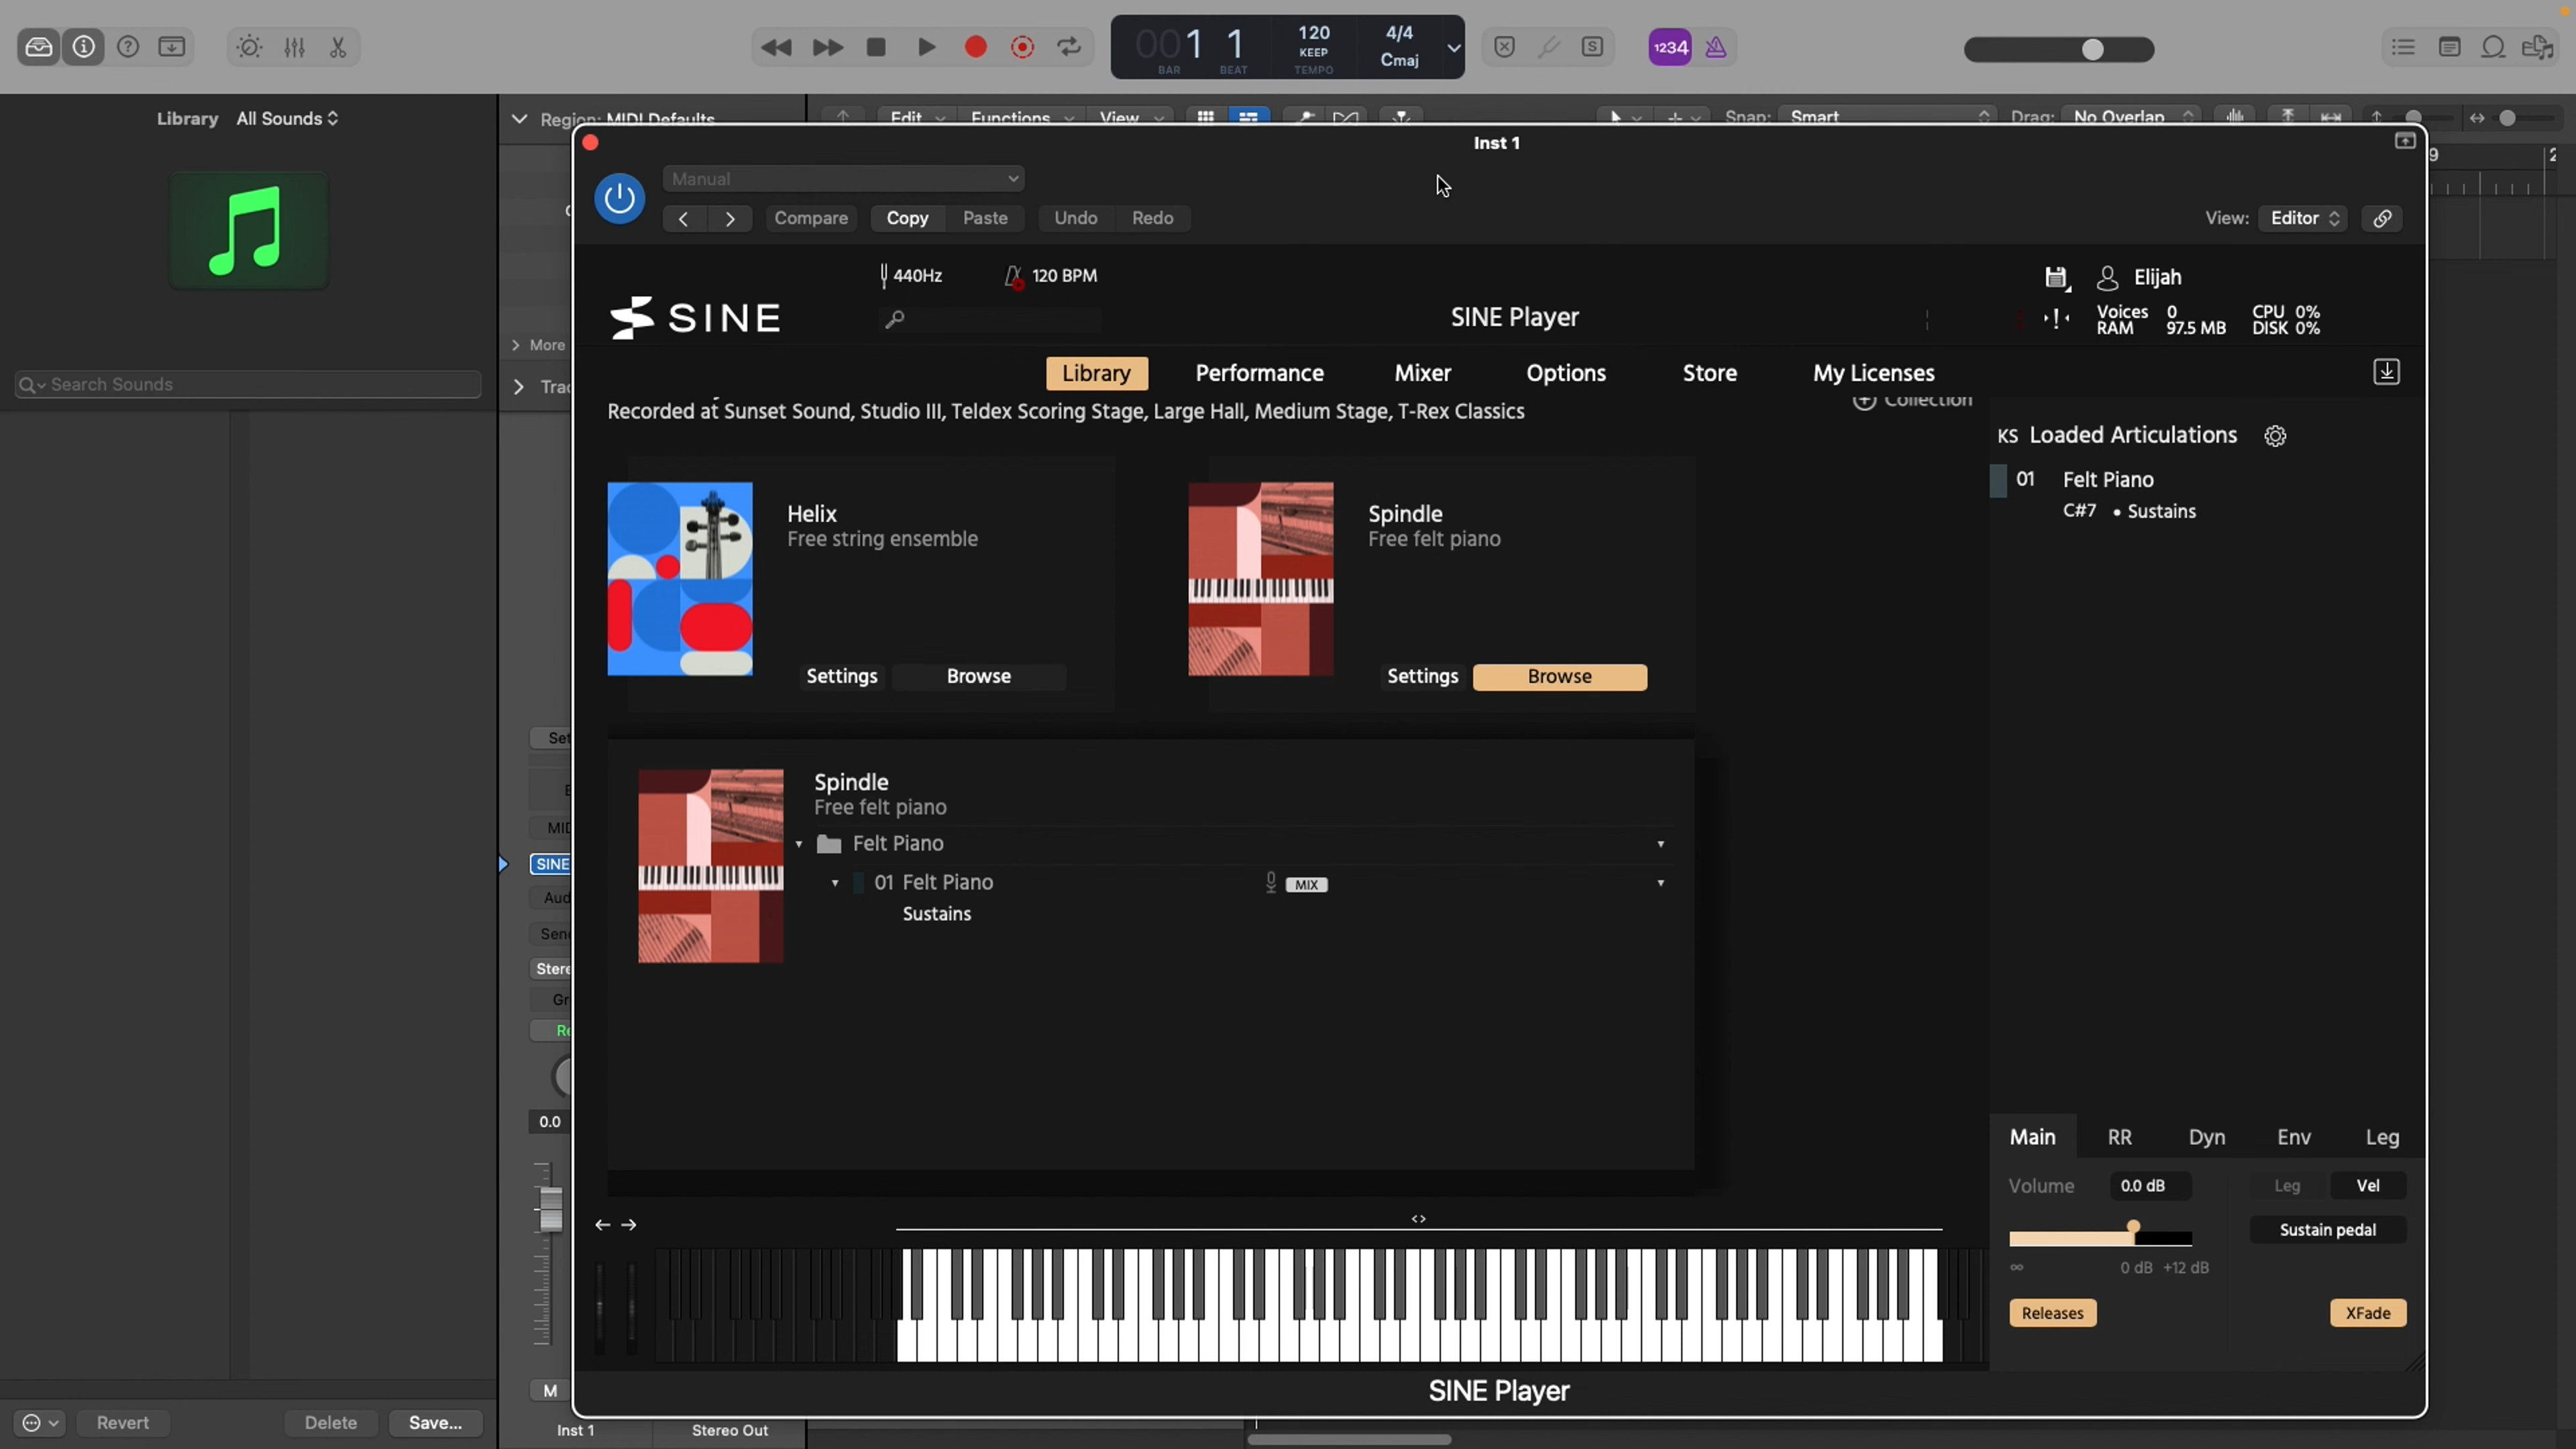 001 1
BAR BEAT
120
KEEP
TEMPO
4/4
Cmaj
1234
Library All Sounds
Search Sounds
Region: MIDI Defaults
More
Edit Functions View
Snap: Smart
Drag: No Overlap
9
Inst 1
Manual
Compare Copy Paste Undo Redo
View: Editor
440Hz 120 BPM
SINE
SINE Player
Elijah
Voices 0 CPU 0%
RAM 97.5 MB DISK 0%
Library Performance Mixer Options Store My Licenses
Recorded at Sunset Sound, Studio III, Teldex Scoring Stage, Large Hall, Medium Stage, T-Rex Classics
Collection
KS Loaded Articulations
01 Felt Piano
C#7 • Sustains
Helix
Free string ensemble
Settings Browse
Spindle
Free felt piano
Settings Browse
Spindle
Free felt piano
Felt Piano
01 Felt Piano MIX
Sustains
SINE
0.0
M
Inst 1 Stereo Out
Main RR Dyn Env Leg
Volume 0.0 dB Leg Vel
Sustain pedal
∞ 0 dB +12 dB
Releases XFade
SINE Player
Revert Delete Save...